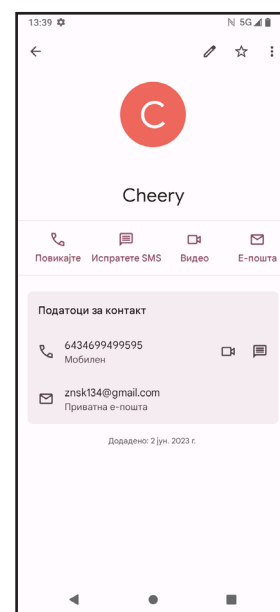 13:39 5G
C
Cheery
Повикајте Испратете SMS Видео Е-пошта
Податоци за контакт
6434699499595
Мобилен
znsk134@gmail.com
Приватна е-пошта
Додадено: 2 јун. 2023 г.